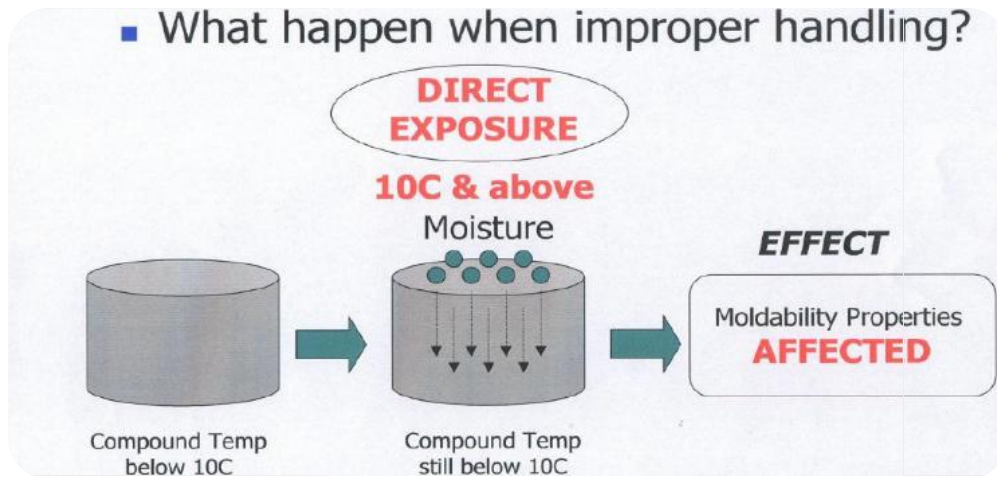 What happen when improper handling?
DIRECT
EXPOSURE
10C & above
Moisture
EFFECT
Moldability Properties
AFFECTED
Compound Temp
below 10C
Compound Temp
still below 10C